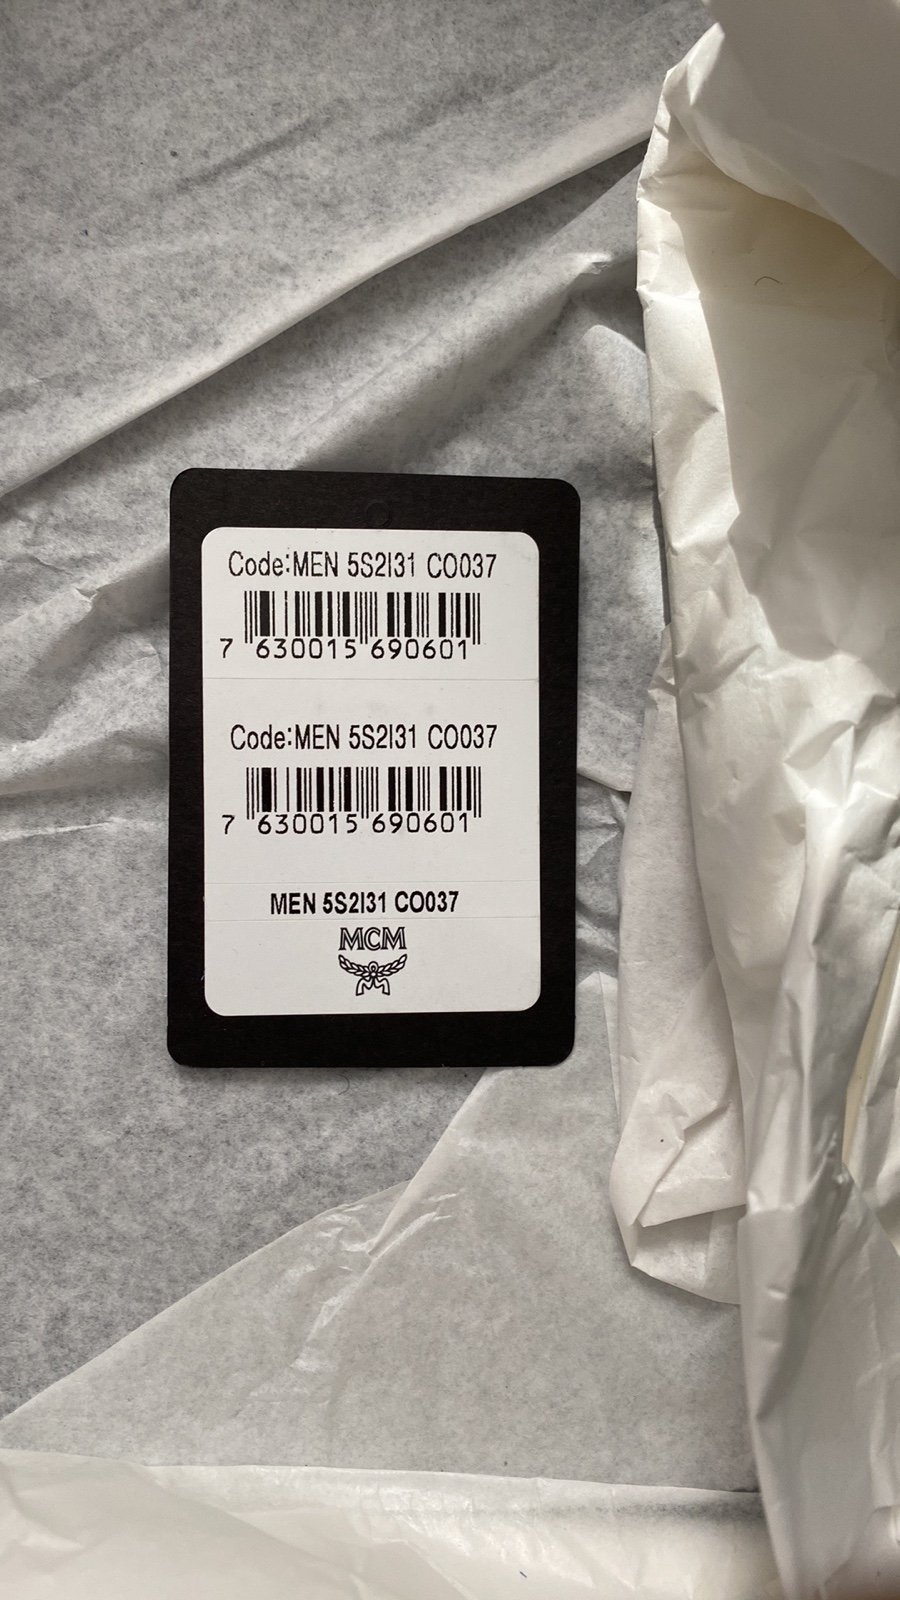 Code:MEN 5S2I31 CO037
7 630015 690601
Code:MEN 5S2I31 CO037
7 630015 690601
MEN 5S2I31 CO037
MCM